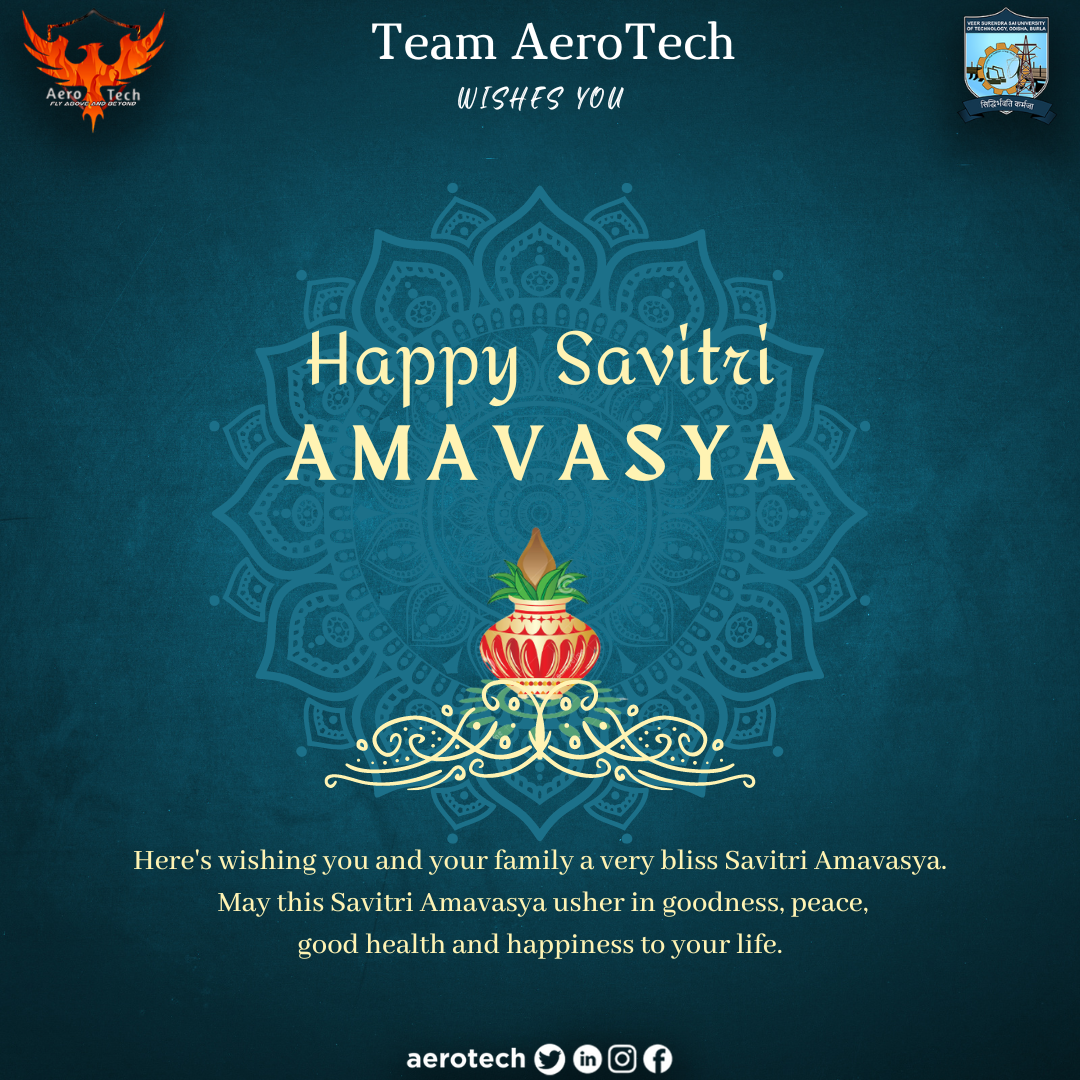 Aero Tech
FLY ABOVE AND BEYOND
Team AeroTech
WISHES YOU
VEER SURENDRA SAI UNIVERSITY
OF TECHNOLOGY, ODISHA, BURLA
सिद्धिर्भवति कर्मजा
Happy Savitri
AMAVASYA
Here's wishing you and your family a very bliss Savitri Amavasya.
May this Savitri Amavasya usher in goodness, peace,
good health and happiness to your life.
aerotech